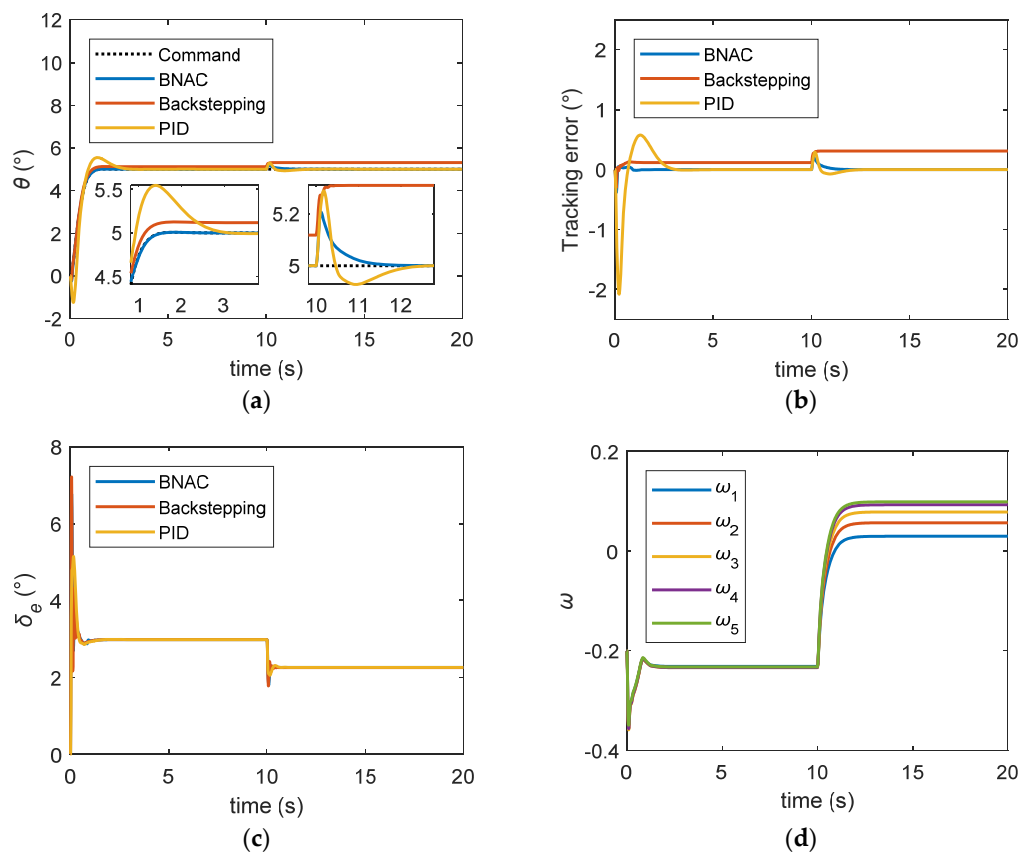 (a)
12
10
8
6
4
2
0
-2
θ (°)
Command
BNAC
Backstepping
PID
5.5
5
4.5
1 2 3
5.2
5
10 11 12
0 5 10 15 20
time (s)
(a)
2
1
0
-1
-2
Tracking error (°)
BNAC
Backstepping
PID
0 5 10 15 20
time (s)
(b)
8
6
4
2
0
δe (°)
BNAC
Backstepping
PID
0 5 10 15 20
time (s)
(c)
0.2
0
-0.2
-0.4
ω
ω1
ω2
ω3
ω4
ω5
0 5 10 15 20
time (s)
(d)